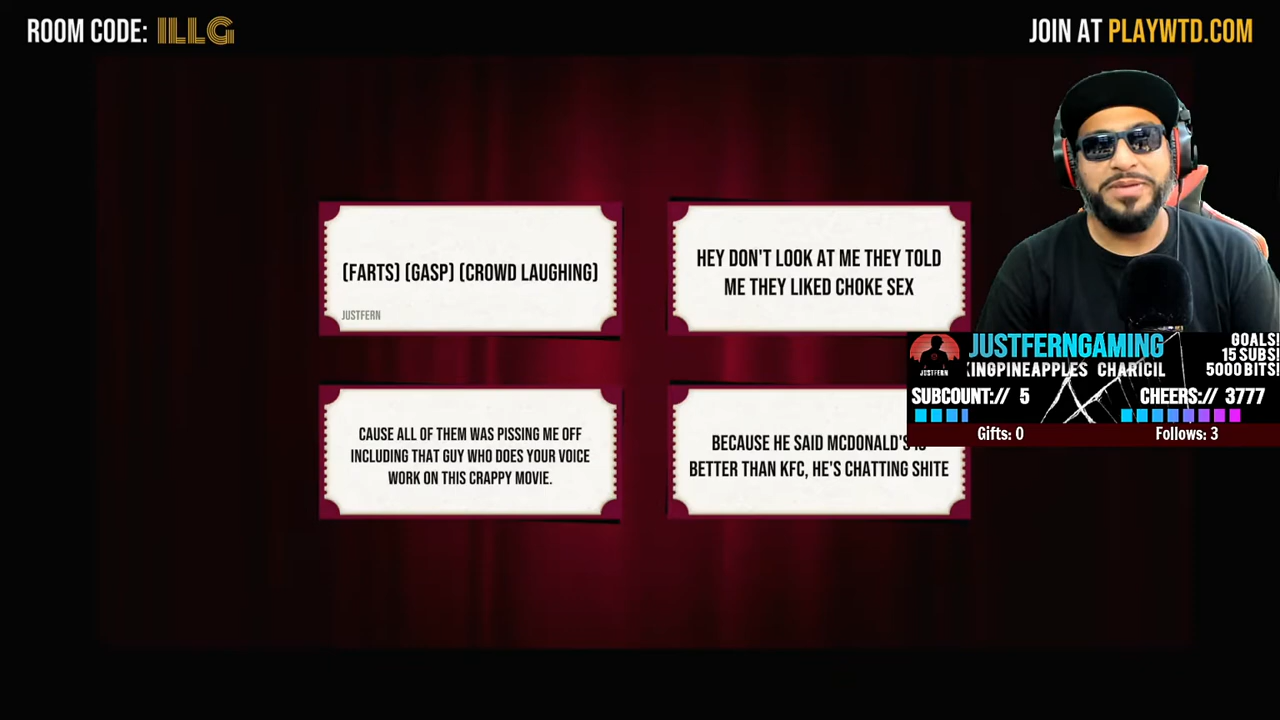 ROOM CODE: ILLG
JOIN AT PLAYWTD.COM
(FARTS) (GASP) (CROWD LAUGHING)
JUSTFERN
HEY DON'T LOOK AT ME THEY TOLD
ME THEY LIKED CHOKE SEX
CAUSE ALL OF THEM WAS PISSING ME OFF
INCLUDING THAT GUY WHO DOES YOUR VOICE
WORK ON THIS CRAPPY MOVIE.
BECAUSE HE SAID MCDONALD'S
BETTER THAN KFC, HE'S CHATTING SHITE
JUSTFERN
JUSTFERNGAMING
KINGPINEAPPLES CHARICIL
GOALS!
15 SUBS!
5000 BITS!
SUBCOUNT:// 5
CHEERS:// 3777
Gifts: 0
Follows: 3